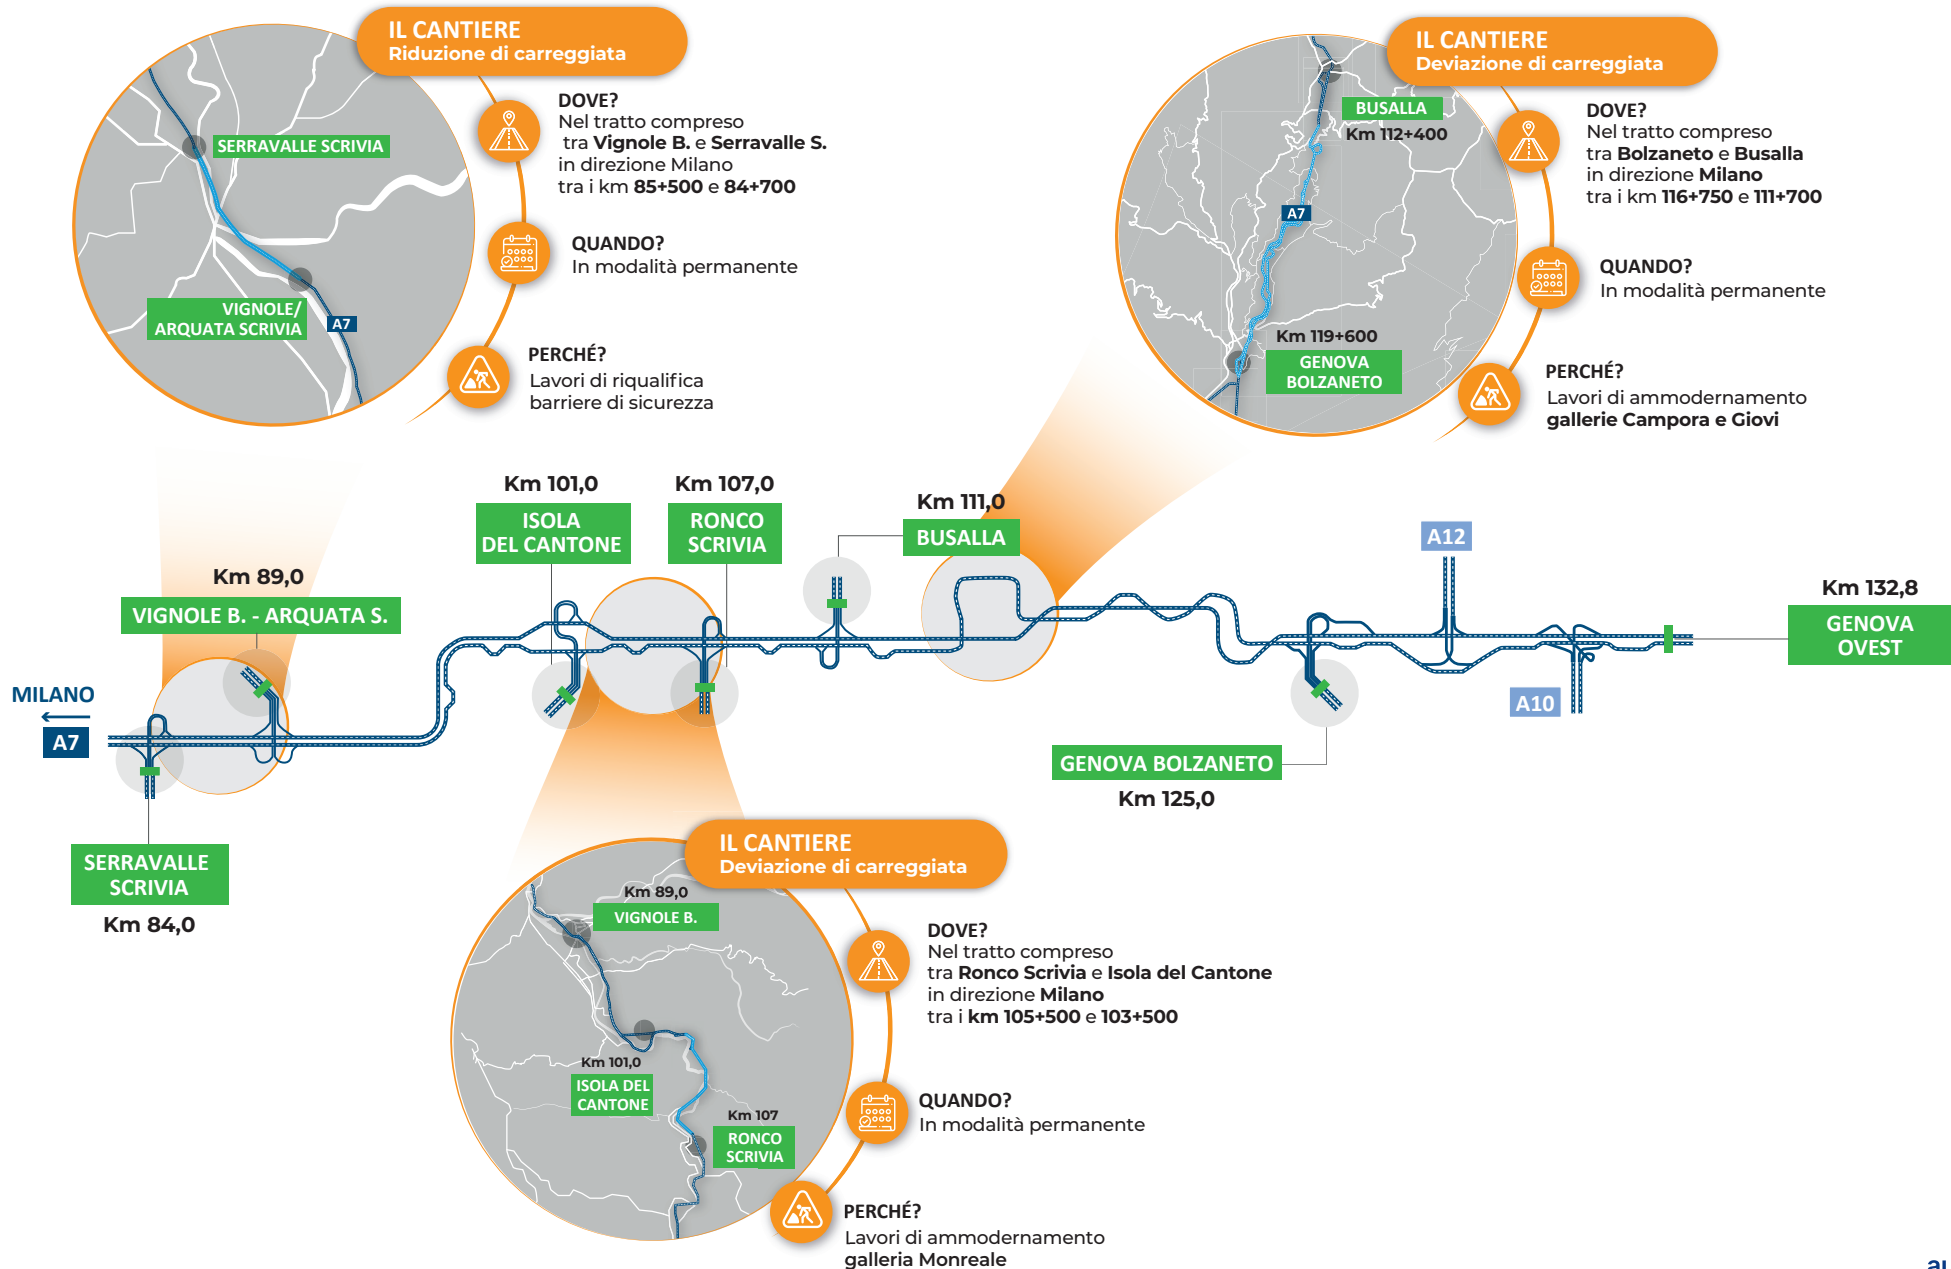 IL CANTIERE
Riduzione di carreggiata
DOVE?
Nel tratto compreso
tra Vignole B. e Serravalle S.
in direzione Milano
tra i km 85+500 e 84+700
QUANDO?
In modalità permanente
PERCHÉ?
Lavori di riqualifica
barriere di sicurezza
SERRAVALLE SCRIVIA
VIGNOLE/
ARQUATA SCRIVIA
A7
IL CANTIERE
Deviazione di carreggiata
DOVE?
Nel tratto compreso
tra Bolzaneto e Busalla
in direzione Milano
tra i km 116+750 e 111+700
QUANDO?
In modalità permanente
PERCHÉ?
Lavori di ammodernamento
gallerie Campora e Giovi
BUSALLA
Km 112+400
A7
Km 119+600
GENOVA
BOLZANETO
Km 89,0
VIGNOLE B. - ARQUATA S.
Km 101,0
ISOLA
DEL CANTONE
Km 107,0
RONCO
SCRIVIA
Km 111,0
BUSALLA
A12
Km 132,8
GENOVA
OVEST
A10
MILANO
A7
GENOVA BOLZANETO
Km 125,0
SERRAVALLE
SCRIVIA
Km 84,0
IL CANTIERE
Deviazione di carreggiata
DOVE?
Nel tratto compreso
tra Ronco Scrivia e Isola del Cantone
in direzione Milano
tra i km 105+500 e 103+500
QUANDO?
In modalità permanente
PERCHÉ?
Lavori di ammodernamento
galleria Monreale
Km 89,0
VIGNOLE B.
Km 101,0
ISOLA DEL
CANTONE
Km 107
RONCO
SCRIVIA